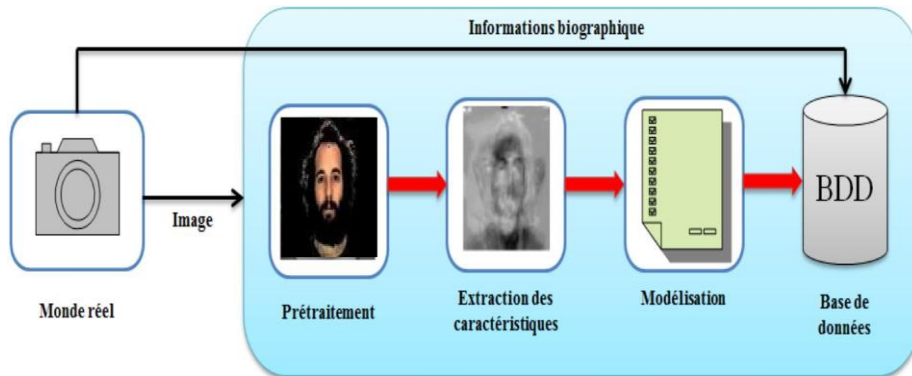 Informations biographique
Image
BDD
Monde réel
Prétraitement
Extraction des
caractéristiques
Modélisation
Base de
données